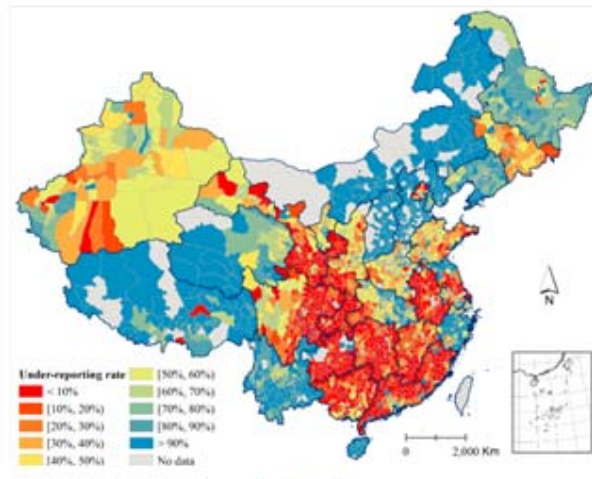 N
Under-reporting rate
< 10%
[10%, 20%)
[20%, 30%)
[30%, 40%)
[40%, 50%)
[50%, 60%)
[60%, 70%)
[70%, 80%)
[80%, 90%)
> 90%
No data
0 2,000 Km